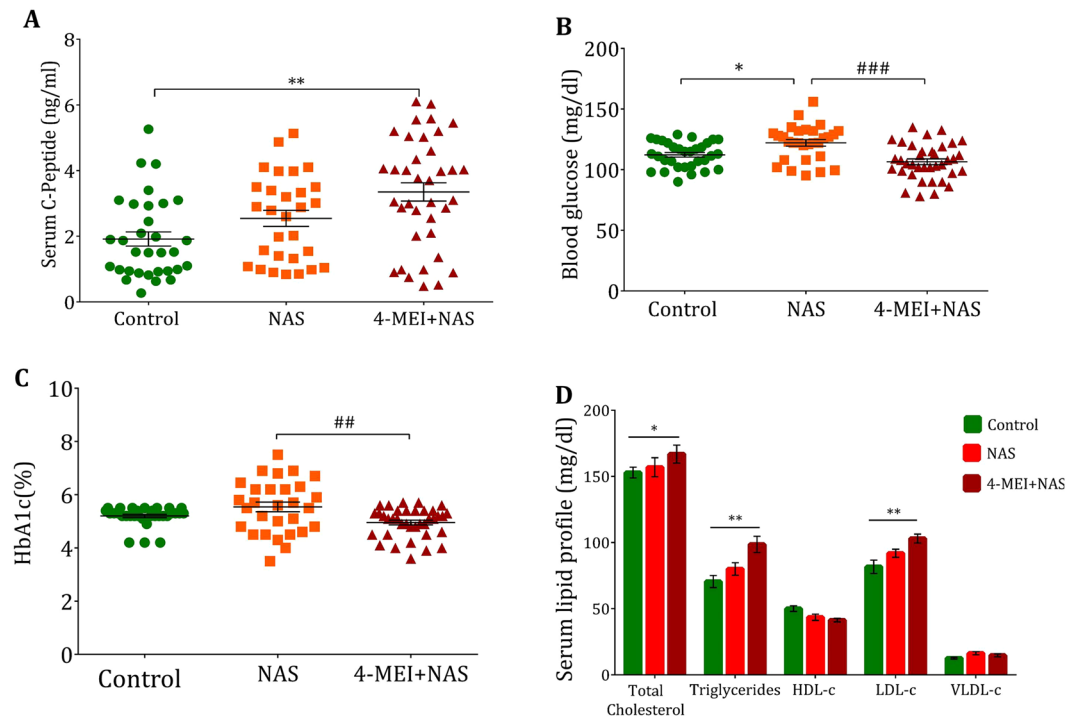 A
Serum C-Peptide (ng/ml)
8
6
4
2
0
**
Control
NAS
4-MEI+NAS
B
Blood glucose (mg/dl)
200
150
100
50
0
*
###
Control
NAS
4-MEI+NAS
C
HbA1c(%)
10
8
6
4
2
0
##
Control
NAS
4-MEI+NAS
D
Serum lipid profile (mg/dl)
200
150
100
50
0
*
**
**
Control
NAS
4-MEI+NAS
Total
Cholesterol
Triglycerides
HDL-c
LDL-c
VLDL-c